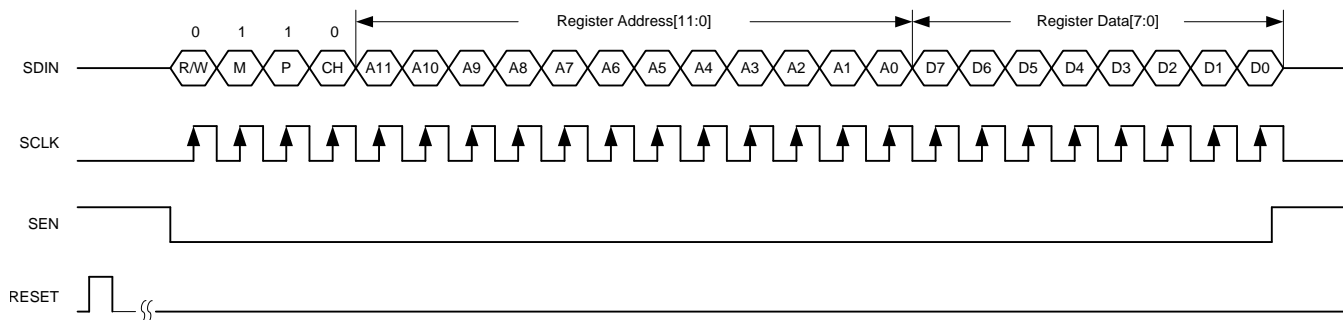 0 1 1 0 Register Address[11:0] Register Data[7:0]
SDIN R/W M P CH A11 A10 A9 A8 A7 A6 A5 A4 A3 A2 A1 A0 D7 D6 D5 D4 D3 D2 D1 D0
SCLK
SEN
RESET